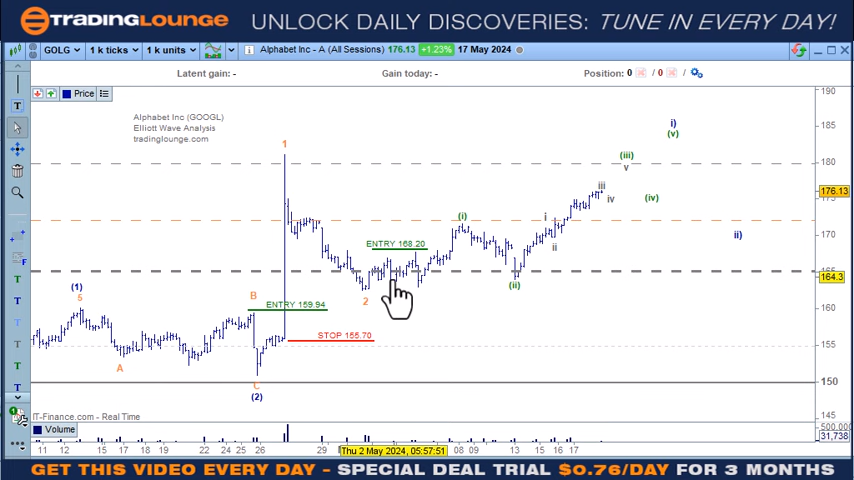 TRADINGLOUNGE UNLOCK DAILY DISCOVERIES: TUNE IN EVERY DAY!
GOLG 1 k ticks 1 k units i Alphabet Inc - A (All Sessions) 176.13 +1.23% 17 May 2024
Latent gain: - Gain today: - Position: 0 / 0 /
Price
Alphabet Inc (GOOGL)
Elliott Wave Analysis
tradinglounge.com
190
185
180
176.13
175
170
165
164.3
160
155
150
145
i)
(v)
(iii)
v
iii
iv
(iv)
ii)
1
(i)
i
ii
(ii)
ENTRY 168.20
2
B
ENTRY 159.94
STOP 155.70
(1)
5
A
C
(2)
IT-Finance.com - Real Time
Volume
500.000
31,738
11 12 15 16 17 22 24 25 26 29 Thu 2 May 2024, 05:57:51 08 09 13 15 16 17
GET THIS VIDEO EVERY DAY - SPECIAL DEAL TRIAL $0.76/DAY FOR 3 MONTHS